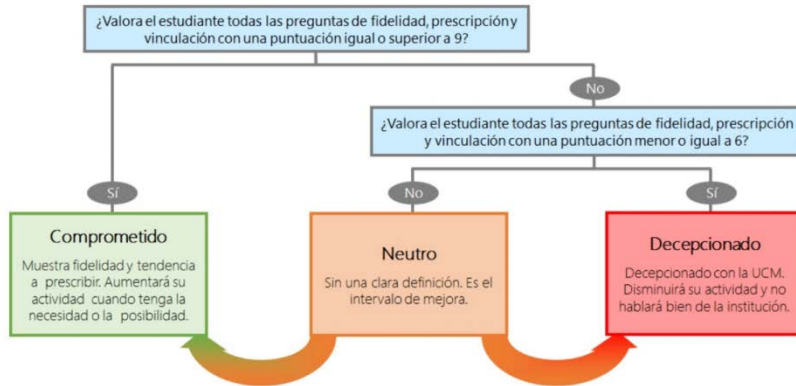 ¿Valora el estudiante todas las preguntas de fidelidad, prescripción y
vinculación con una puntuación igual o superior a 9?
No
¿Valora el estudiante todas las preguntas de fidelidad, prescripción
y vinculación con una puntuación menor o igual a 6?
Sí
No
Sí
Comprometido
Muestra fidelidad y tendencia
a prescribir. Aumentará su
actividad cuando tenga la
necesidad o la posibilidad.
Neutro
Sin una clara definición. Es el
intervalo de mejora.
Decepcionado
Decepcionado con la UCM.
Disminuirá su actividad y no
hablará bien de la institución.